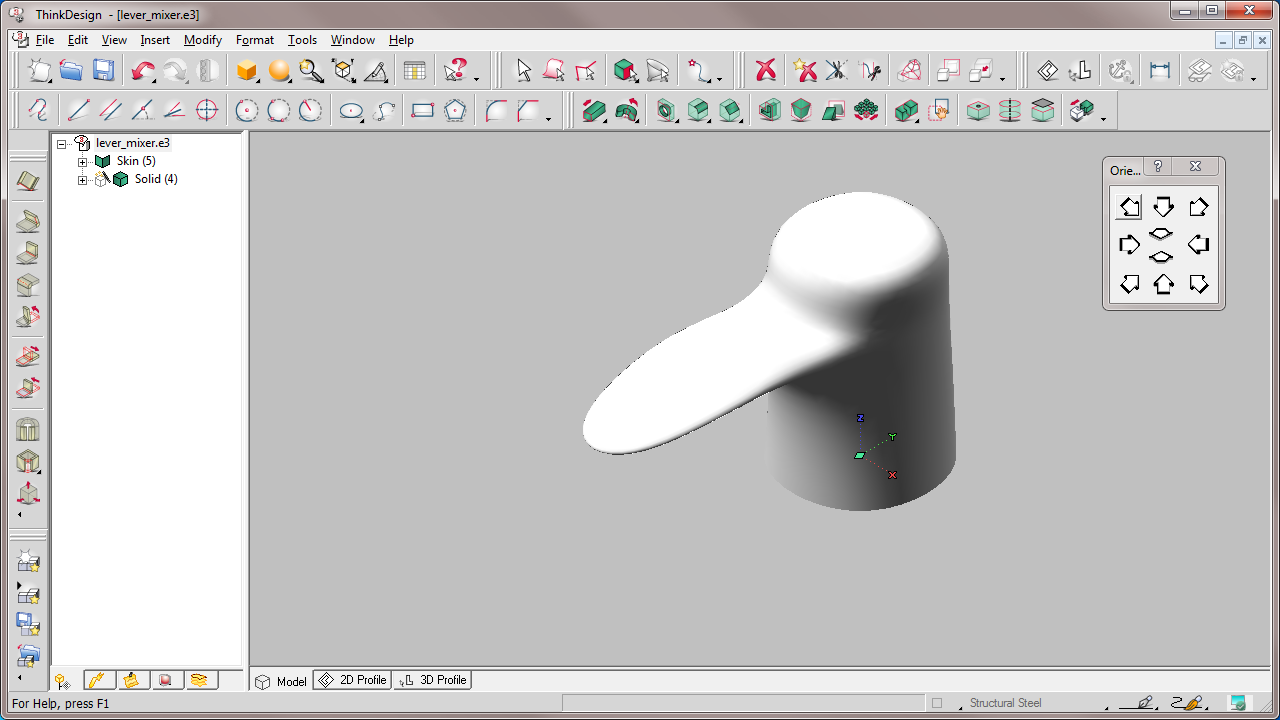 ThinkDesign - [lever_mixer.e3]
File Edit View Insert Modify Format Tools Window Help
lever_mixer.e3
Skin (5)
Solid (4)
Orie...
Z
Y
X
Model 2D Profile 3D Profile
For Help, press F1
Structural Steel